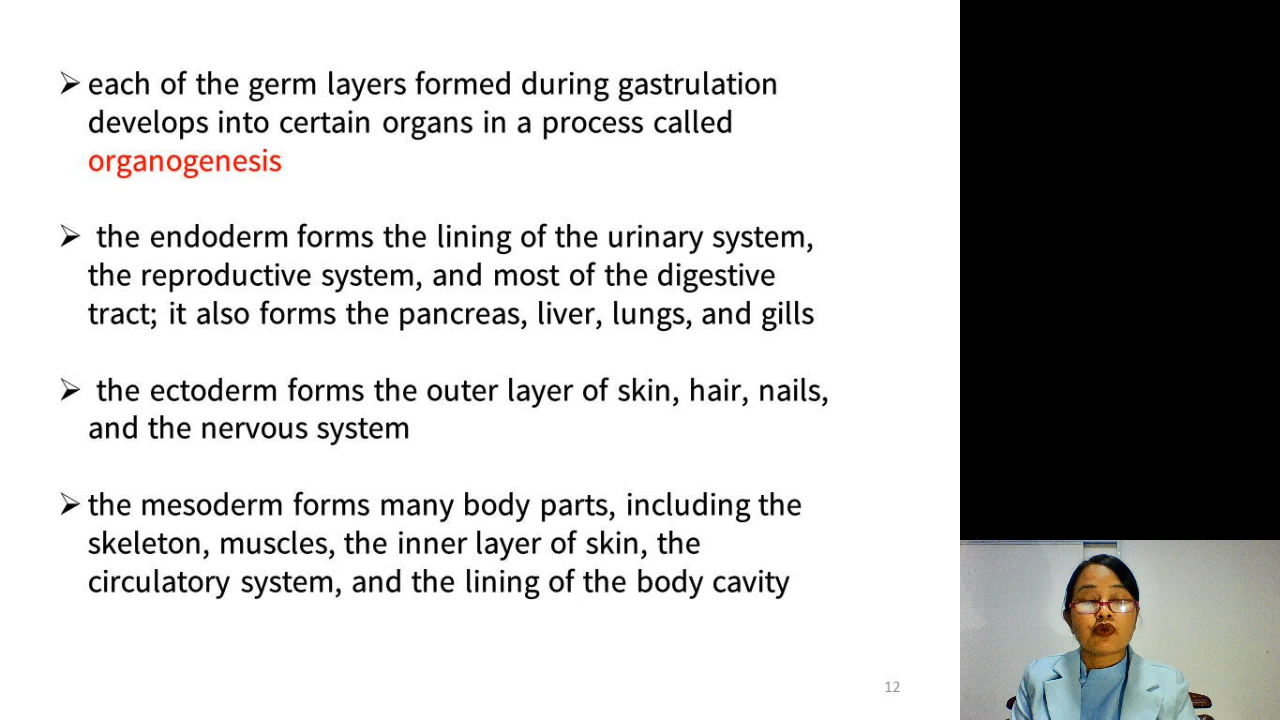 ➢ each of the germ layers formed during gastrulation
develops into certain organs in a process called
organogenesis
➢ the endoderm forms the lining of the urinary system,
the reproductive system, and most of the digestive
tract; it also forms the pancreas, liver, lungs, and gills
➢ the ectoderm forms the outer layer of skin, hair, nails,
and the nervous system
➢ the mesoderm forms many body parts, including the
skeleton, muscles, the inner layer of skin, the
circulatory system, and the lining of the body cavity
12